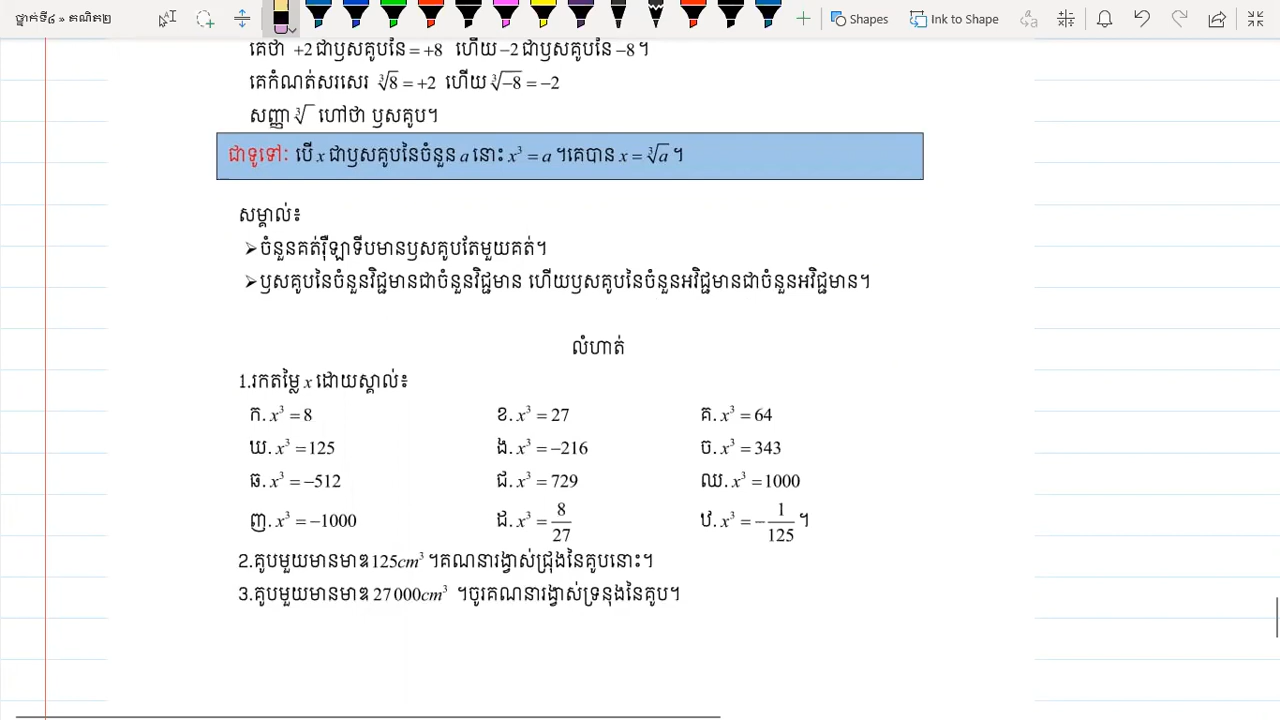 ថ្នាក់ទី៤ » គណិត២
Shapes Ink to Shape
គេថា +2 ជាឫសគូបនៃ = +8 ហើយ −2 ជាឫសគូបនៃ −8 ។
គេកំណត់សរសេរ ∛8 = +2 ហើយ ∛−8 = −2
សញ្ញា ∛ ហៅថា ឫសគូប។
ជាទូទៅ: បើ x ជាឫសគូបនៃចំនួន a នោះ x³ = a ។គេបាន x = ∛a ។
សម្គាល់៖
➢ចំនួនគត់រ៉ឺឡាទីបមានឫសគូបតែមួយគត់។
➢ឫសគូបនៃចំនួនវិជ្ជមានជាចំនួនវិជ្ជមាន ហើយឫសគូបនៃចំនួនអវិជ្ជមានជាចំនួនអវិជ្ជមាន។
លំហាត់
1.រកតម្លៃ x ដោយស្គាល់៖
ក. x³ = 8 ខ. x³ = 27 គ. x³ = 64
ឃ. x³ = 125 ង. x³ = −216 ច. x³ = 343
ឆ. x³ = −512 ជ. x³ = 729 ឈ. x³ = 1000
ញ. x³ = −1000 ដ. x³ = 8/27 ឋ. x³ = −1/125 ។
2.គូបមួយមានមាឌ 125cm³ ។គណនារង្វាស់ជ្រុងនៃគូបនោះ។
3.គូបមួយមានមាឌ 27 000cm³ ។ចូរគណនារង្វាស់ទ្រនុងនៃគូប។